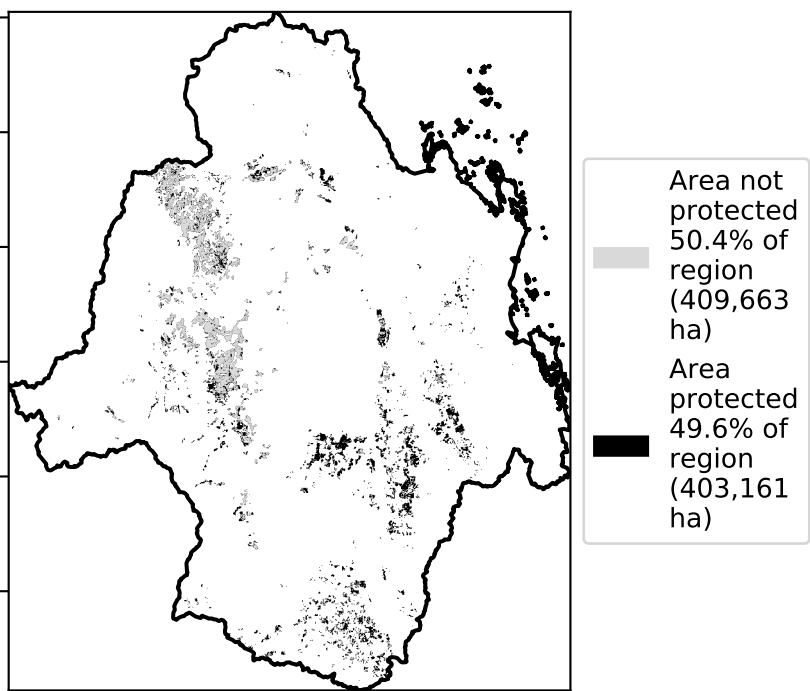 Area not
protected
50.4% of
region
(409,663
ha)
Area
protected
49.6% of
region
(403,161
ha)